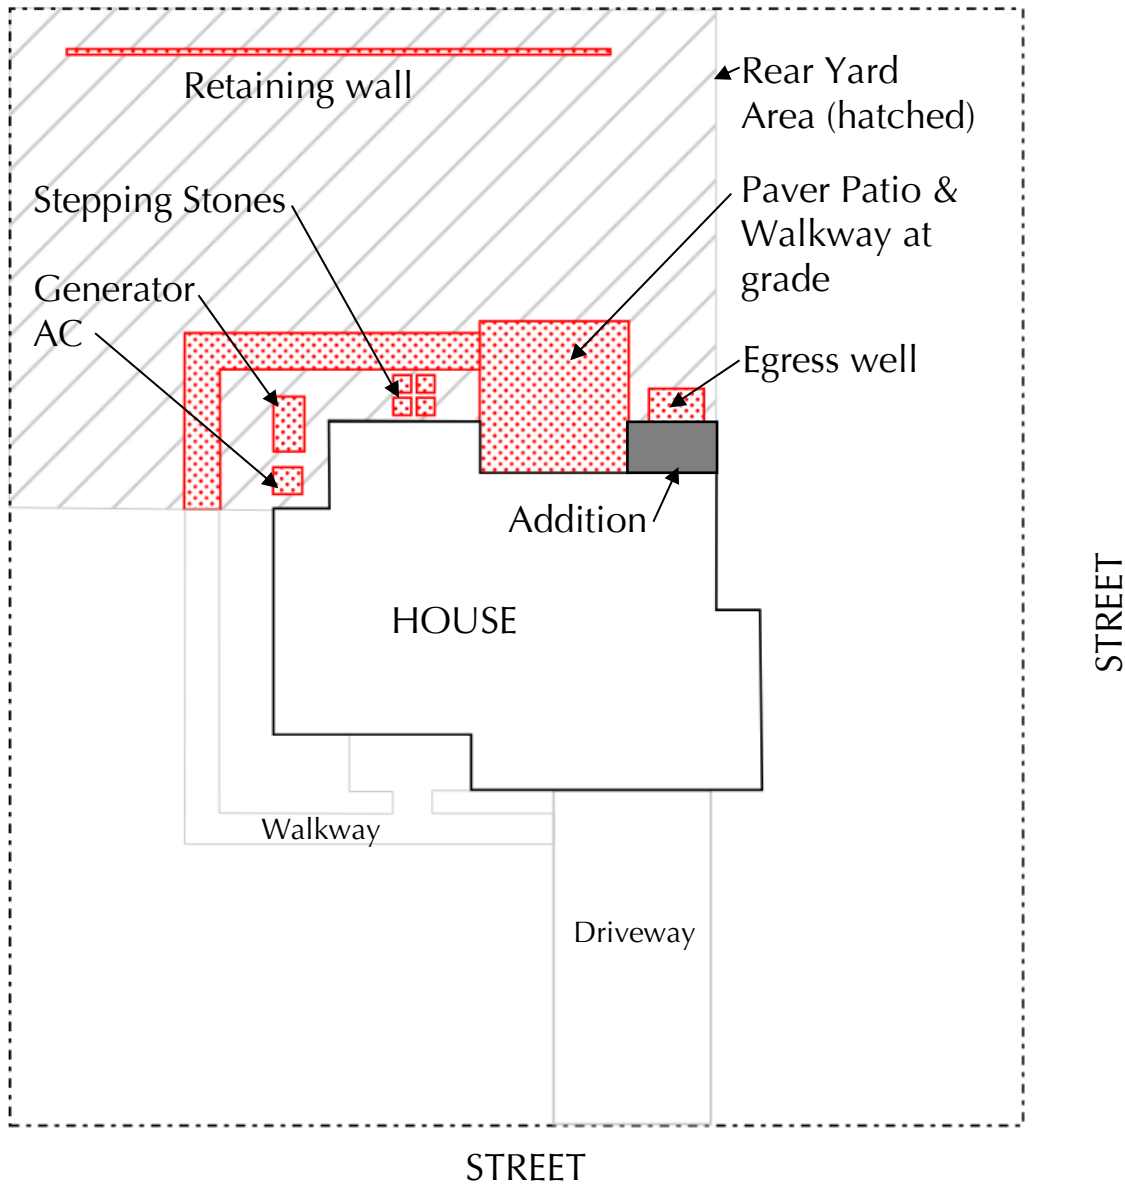 Retaining wall
Rear Yard
Area (hatched)
Stepping Stones
Paver Patio &
Walkway at
grade
Generator
AC
Egress well
Addition
HOUSE
STREET
Walkway
Driveway
STREET